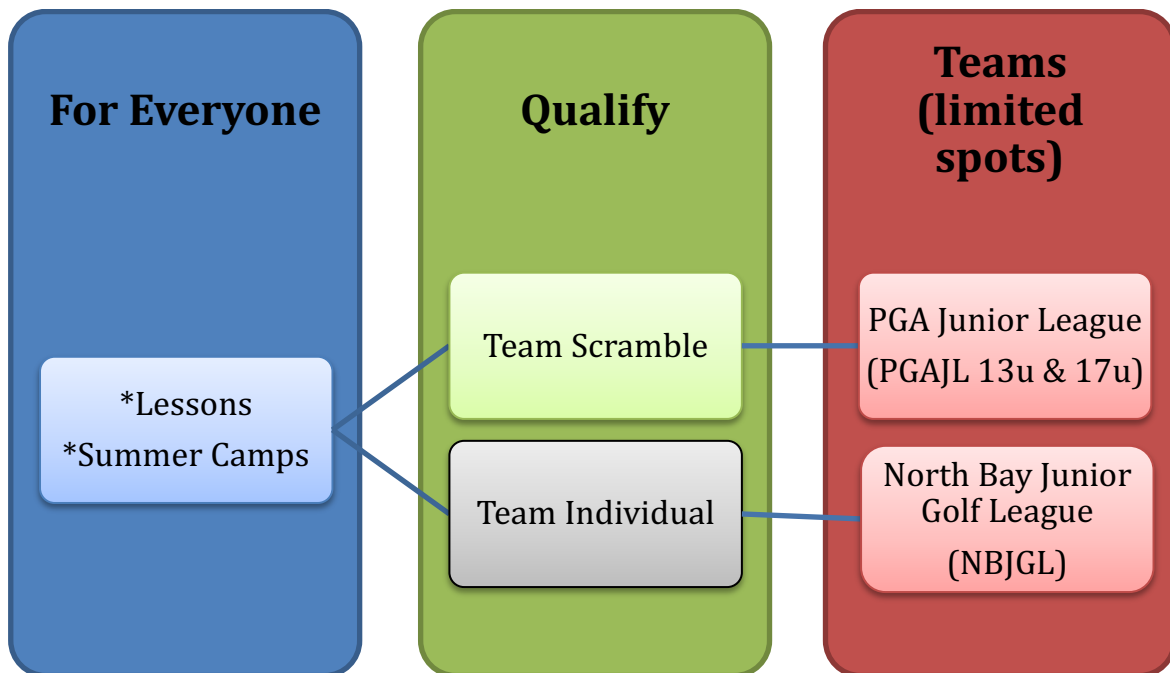 For Everyone
*Lessons
*Summer Camps
Qualify
Team Scramble
Team Individual
Teams
(limited
spots)
PGA Junior League
(PGAJL 13u & 17u)
North Bay Junior
Golf League
(NBJGL)